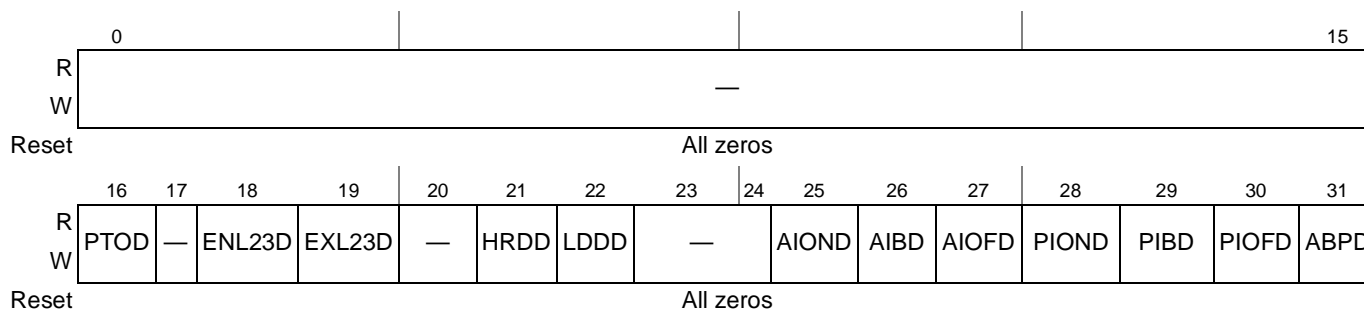 0 15
R
—
W
Reset All zeros
16 17 18 19 20 21 22 23 24 25 26 27 28 29 30 31
R
PTOD — ENL23D EXL23D — HRDD LDDD — AIOND AIBD AIOFD PIOND PIBD PIOFD ABPD
W
Reset All zeros